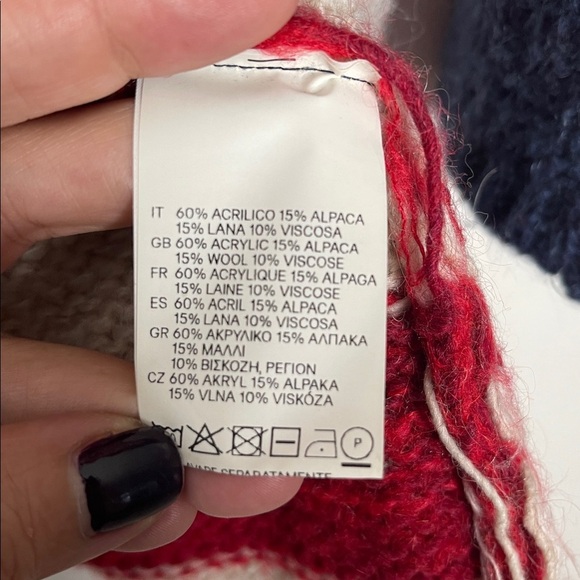 IT 60% ACRILICO 15% ALPACA
15% LANA 10% VISCOSA
GB 60% ACRYLIC 15% ALPACA
15% WOOL 10% VISCOSE
FR 60% ACRYLIQUE 15% ALPAGA
15% LAINE 10% VISCOSE
ES 60% ACRIL 15% ALPACA
15% LANA 10% VISCOSA
GR 60% ΑΚΡΥΛΙΚΟ 15% ΑΛΠΑΚΑ
15% ΜΑΛΛΙ
10% ΒΙΣΚΟΖΗ, ΡΕΓΙΟΝ
CZ 60% AKRYL 15% ALPAKA
15% VLNA 10% VISKÓZA
P
SEPARATAMENTE